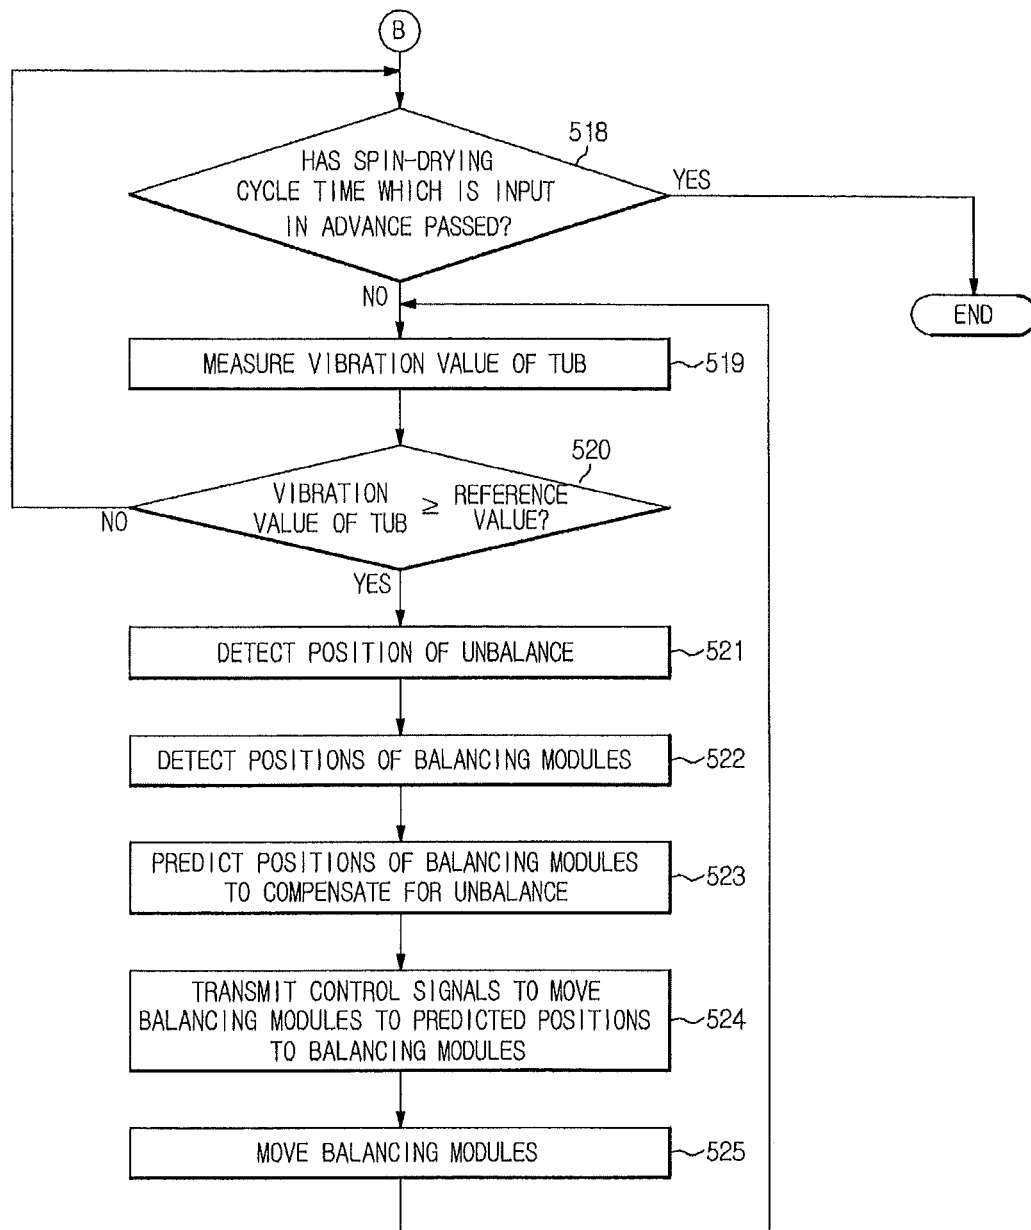 B
518
HAS SPIN-DRYING
CYCLE TIME WHICH IS INPUT
IN ADVANCE PASSED?
YES
NO
END
MEASURE VIBRATION VALUE OF TUB
519
520
VIBRATION
VALUE OF TUB
≥
REFERENCE
VALUE?
NO
YES
DETECT POSITION OF UNBALANCE
521
DETECT POSITIONS OF BALANCING MODULES
522
PREDICT POSITIONS OF BALANCING MODULES
TO COMPENSATE FOR UNBALANCE
523
TRANSMIT CONTROL SIGNALS TO MOVE
BALANCING MODULES TO PREDICTED POSITIONS
TO BALANCING MODULES
524
MOVE BALANCING MODULES
525